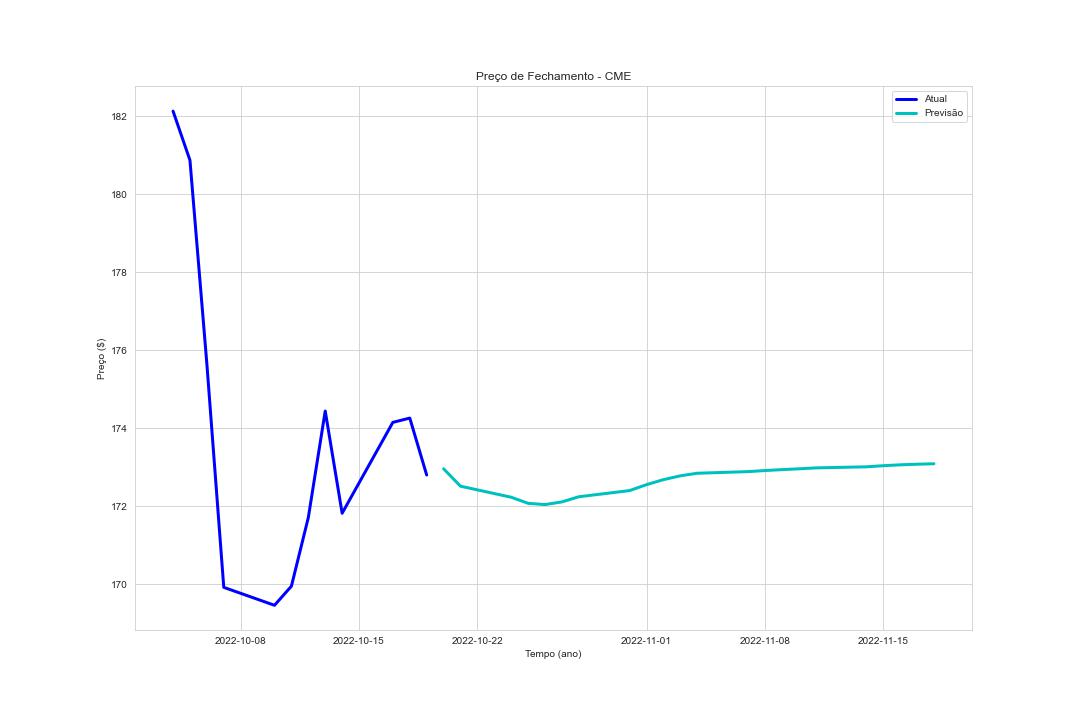 Preço de Fechamento - CME
Atual
Previsão
182
180
178
176
174
172
170
Preço ($)
2022-10-08
2022-10-15
2022-10-22
2022-11-01
2022-11-08
2022-11-15
Tempo (ano)